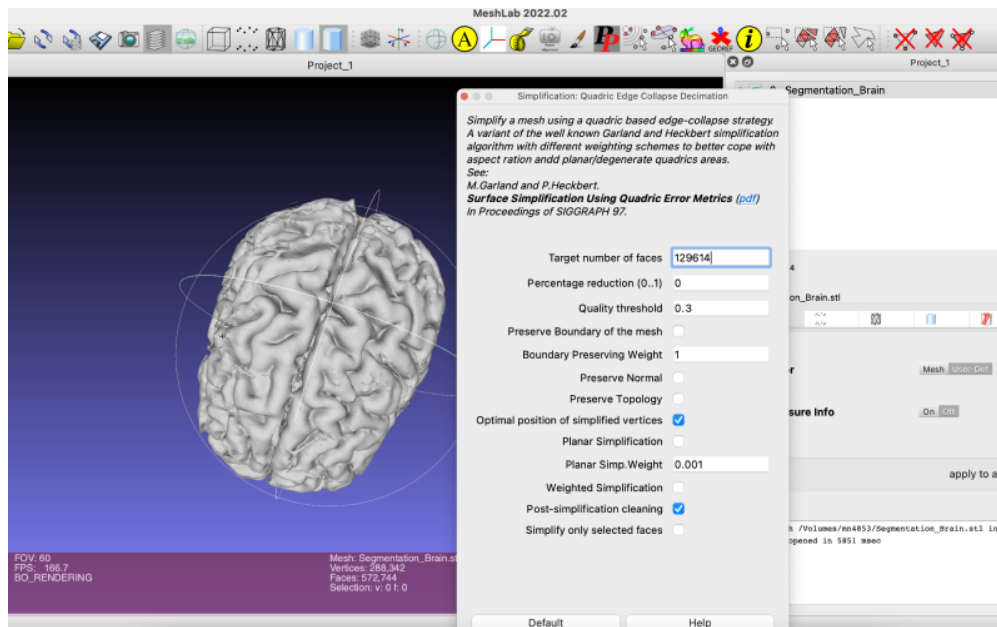 MeshLab 2022.02
GEOREF
Project_1
Project_1
Segmentation_Brain
Simplification: Quadric Edge Collapse Decimation
Simplify a mesh using a quadric based edge-collapse strategy.
A variant of the well known Garland and Heckbert simplification
algorithm with different weighting schemes to better cope with
aspect ration andd planar/degenerate quadrics areas.
See:
M.Garland and P.Heckbert.
Surface Simplification Using Quadric Error Metrics (pdf)
In Proceedings of SIGGRAPH 97.
Target number of faces 129614
Percentage reduction (0..1) 0
Quality threshold 0.3
Preserve Boundary of the mesh
Boundary Preserving Weight 1
Preserve Normal
Preserve Topology
Optimal position of simplified vertices
Planar Simplification
Planar Simp.Weight 0.001
Weighted Simplification
Post-simplification cleaning
Simplify only selected faces
Default Help
4
on_Brain.stl
r Mesh User-Def
sure Info On Off
apply to a
h /Volumes/mn4853/Segmentation_Brain.stl in
opened in 5851 msec
FOV: 60
FPS: 166.7
BO_RENDERING
Mesh: Segmentation_Brain.st
Vertices: 288,342
Faces: 572,744
Selection: v: 0 f: 0